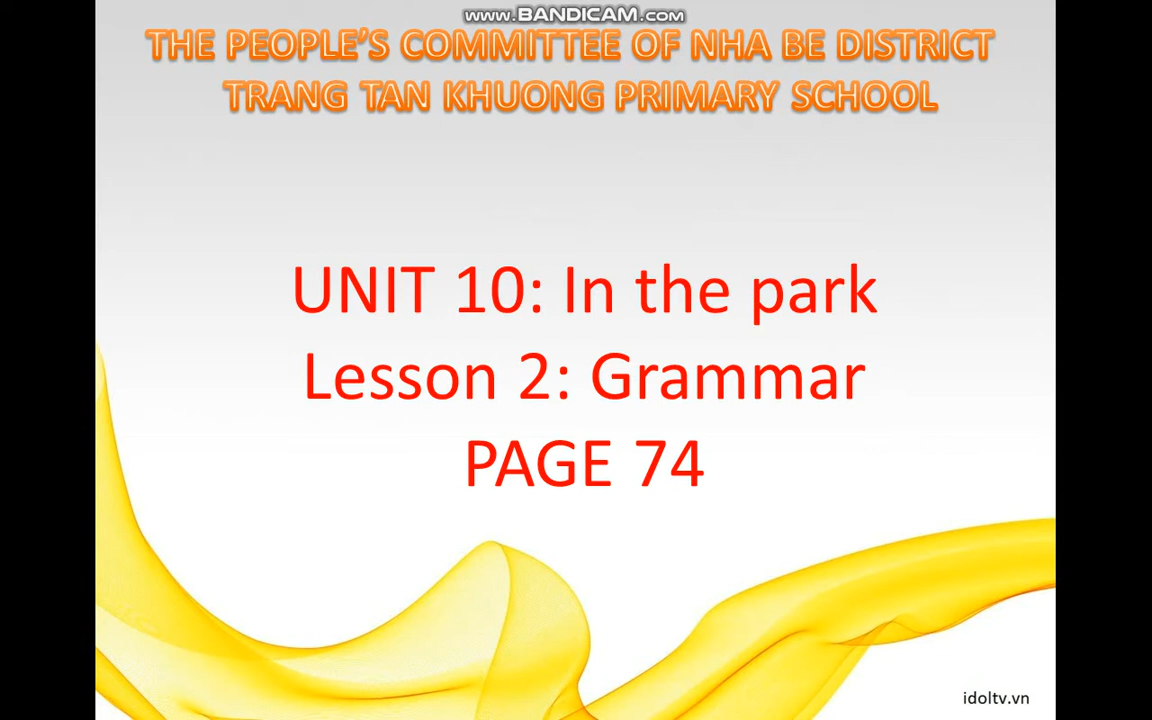 www.BANDICAM.com
THE PEOPLE'S COMMITTEE OF NHA BE DISTRICT
TRANG TAN KHUONG PRIMARY SCHOOL
UNIT 10: In the park
Lesson 2: Grammar
PAGE 74
idoltv.vn